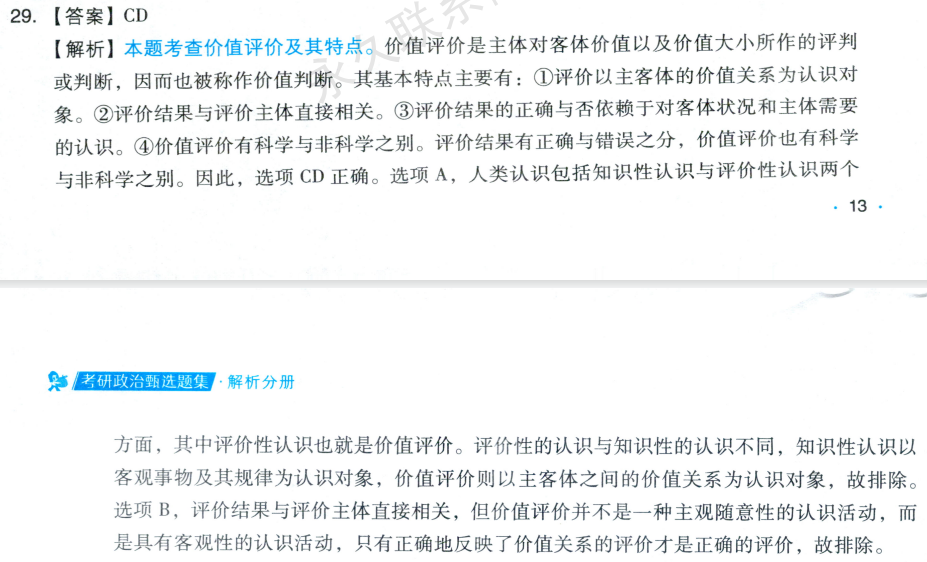 29. 【答案】CD
【解析】本题考查价值评价及其特点。价值评价是主体对客体价值以及价值大小所作的评判
或判断，因而也被称作价值判断。其基本特点主要有：①评价以主客体的价值关系为认识对
象。②评价结果与评价主体直接相关。③评价结果的正确与否依赖于对客体状况和主体需要
的认识。④价值评价有科学与非科学之别。评价结果有正确与错误之分，价值评价也有科学
与非科学之别。因此，选项 CD 正确。选项 A，人类认识包括知识性认识与评价性认识两个
· 13 ·
考研政治甄选题集 · 解析分册
方面，其中评价性认识也就是价值评价。评价性的认识与知识性的认识不同，知识性认识以
客观事物及其规律为认识对象，价值评价则以主客体之间的价值关系为认识对象，故排除。
选项 B，评价结果与评价主体直接相关，但价值评价并不是一种主观随意性的认识活动，而
是具有客观性的认识活动，只有正确地反映了价值关系的评价才是正确的评价，故排除。
永久联系